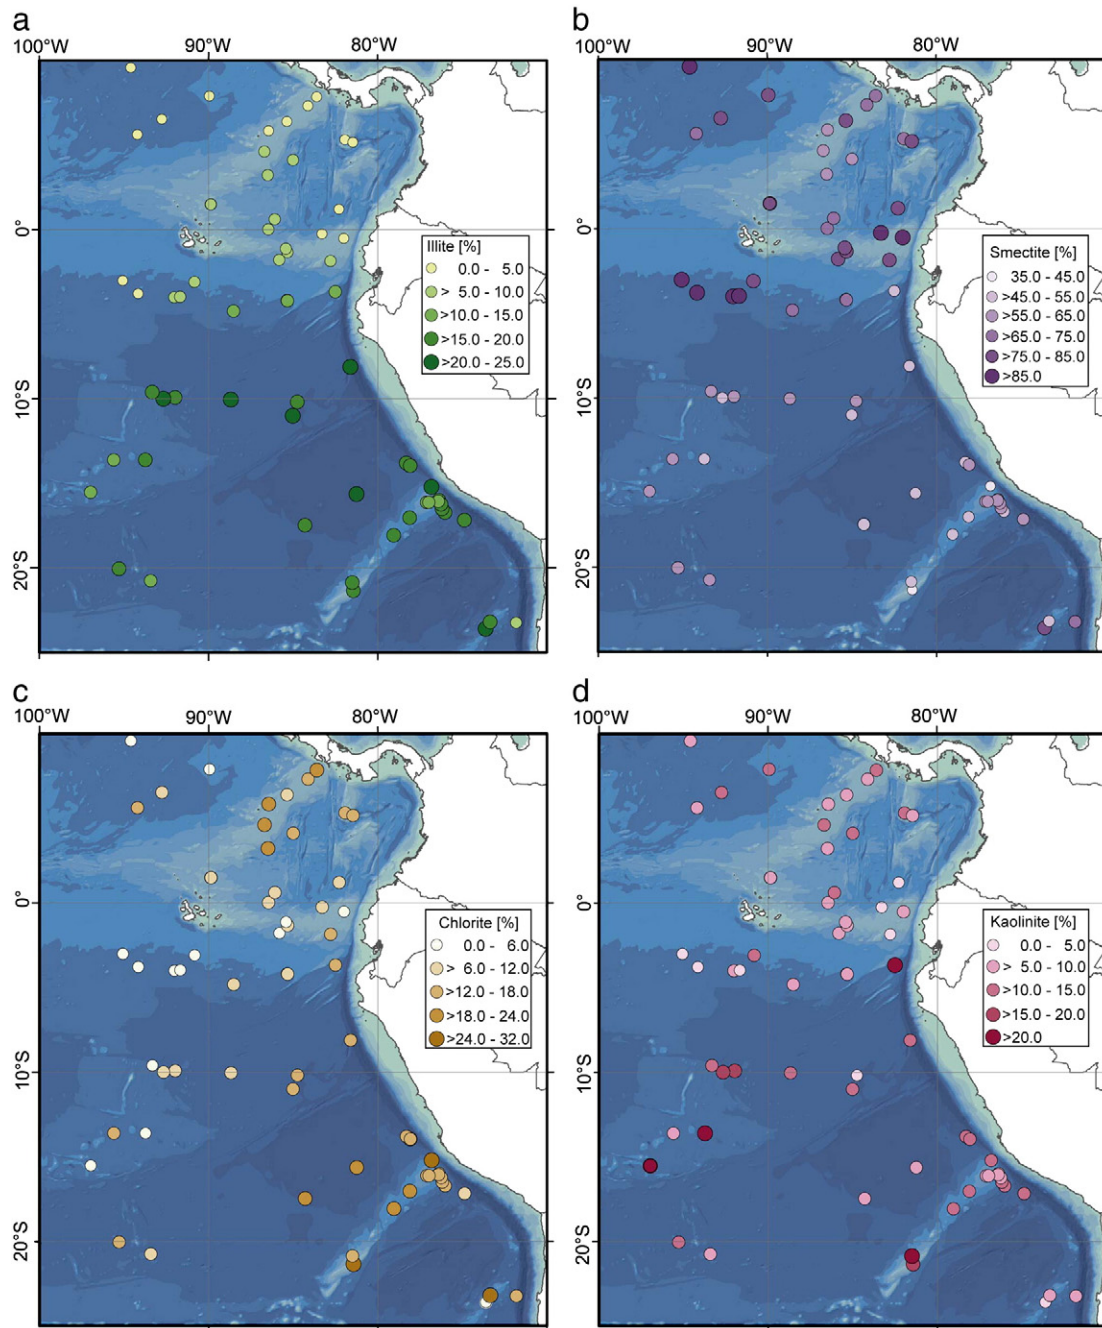 a
b
100°W
90°W
80°W
100°W
90°W
80°W
0°
10°S
20°S
Illite [%]
0.0 - 5.0
> 5.0 - 10.0
>10.0 - 15.0
>15.0 - 20.0
>20.0 - 25.0
0°
10°S
20°S
Smectite [%]
35.0 - 45.0
>45.0 - 55.0
>55.0 - 65.0
>65.0 - 75.0
>75.0 - 85.0
>85.0
c
d
100°W
90°W
80°W
100°W
90°W
80°W
0°
10°S
20°S
Chlorite [%]
0.0 - 6.0
> 6.0 - 12.0
>12.0 - 18.0
>18.0 - 24.0
>24.0 - 32.0
0°
10°S
20°S
Kaolinite [%]
0.0 - 5.0
> 5.0 - 10.0
>10.0 - 15.0
>15.0 - 20.0
>20.0